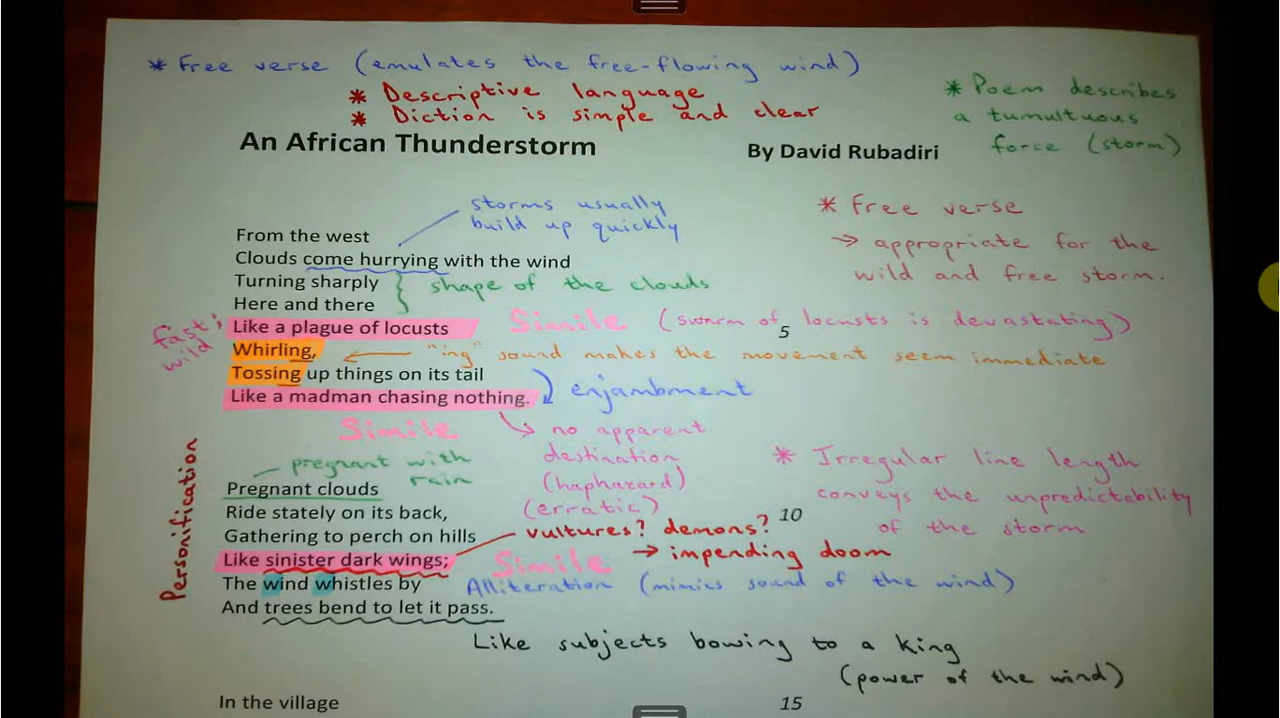 * Free verse (emulates the free-flowing wind)
* Descriptive language
* Diction is simple and clear
* Poem describes
a tumultuous
force (storm)
An African Thunderstorm By David Rubadiri
storms usually
build up quickly
* Free verse
→ appropriate for the
wild and free storm.
From the west
Clouds come hurrying with the wind
Turning sharply
Here and there
} shape of the clouds
Like a plague of locusts 5
Simile (swarm of locusts is devastating)
fast;
wild
Whirling,
← "ing" sound makes the movement seem immediate
Tossing up things on its tail
enjambment
Like a madman chasing nothing.
Simile
no apparent
destination
(haphazard)
(erratic)
* Irregular line length
conveys the unpredictability
of the storm
Personification
pregnant with
rain
Pregnant clouds
Ride stately on its back, 10
Gathering to perch on hills
vultures? demons?
→ impending doom
Like sinister dark wings;
Simile
The wind whistles by
Alliteration (mimics sound of the wind)
And trees bend to let it pass.
Like subjects bowing to a king
(power of the wind)
In the village 15